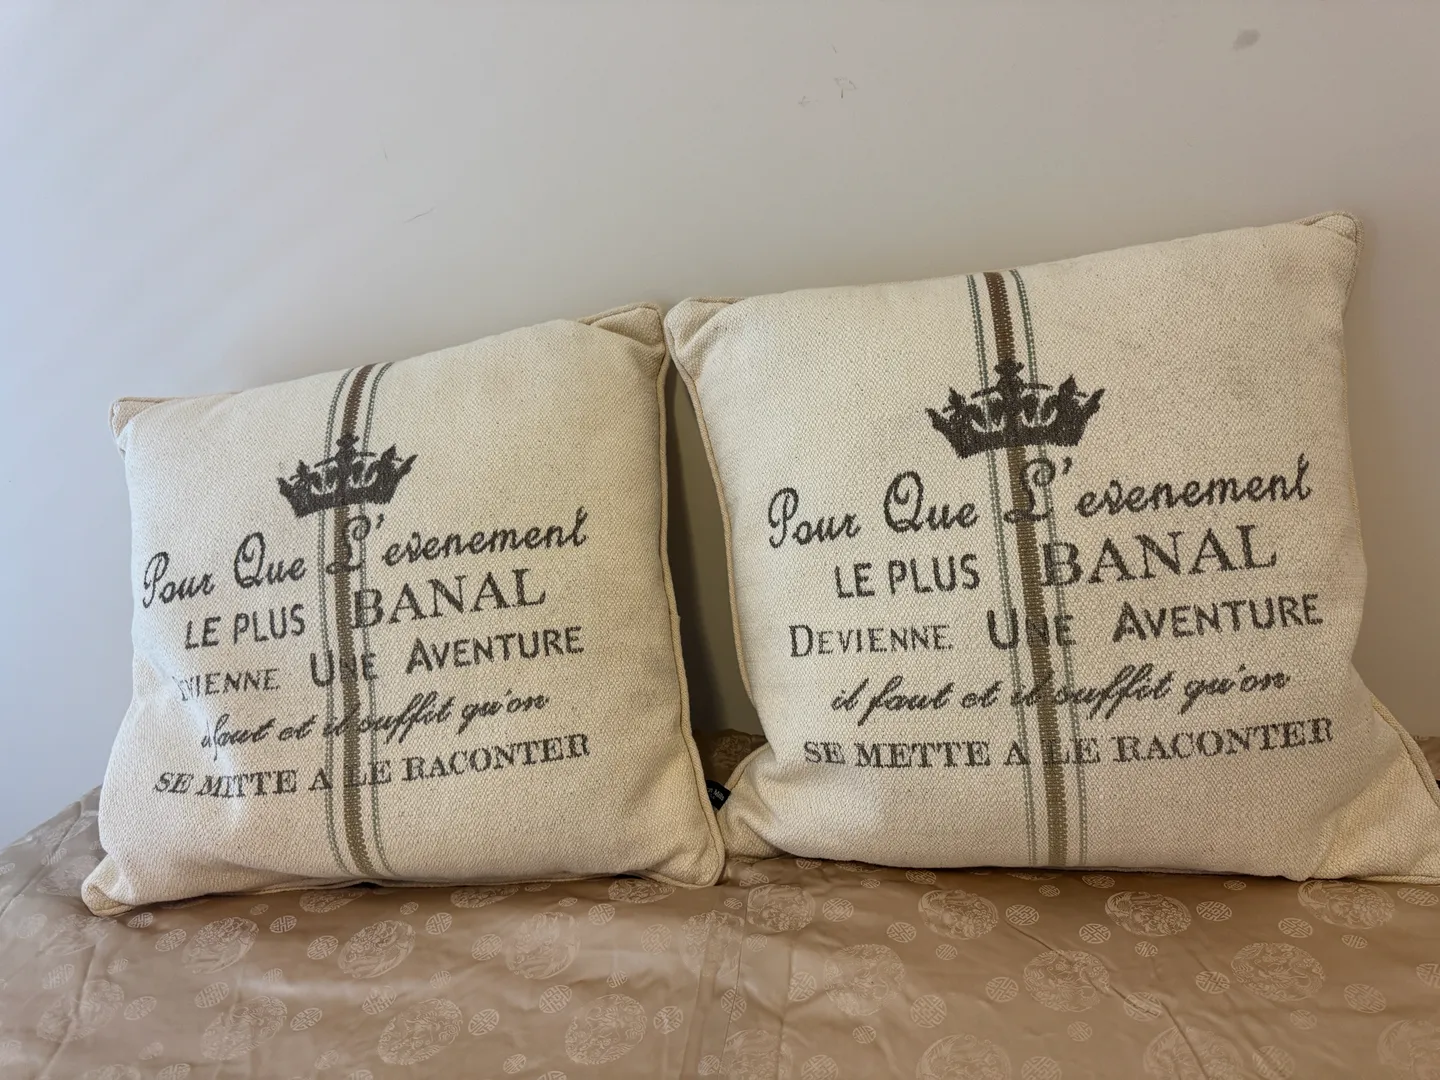 Pour Que L'evenement
LE PLUS BANAL
VIENNE UNE AVENTURE
il faut et il suffit qu'on
SE METTE A LE RACONTER
Pour Que L'evenement
LE PLUS BANAL
DEVIENNE UNE AVENTURE
il faut et il suffit qu'on
SE METTE A LE RACONTER